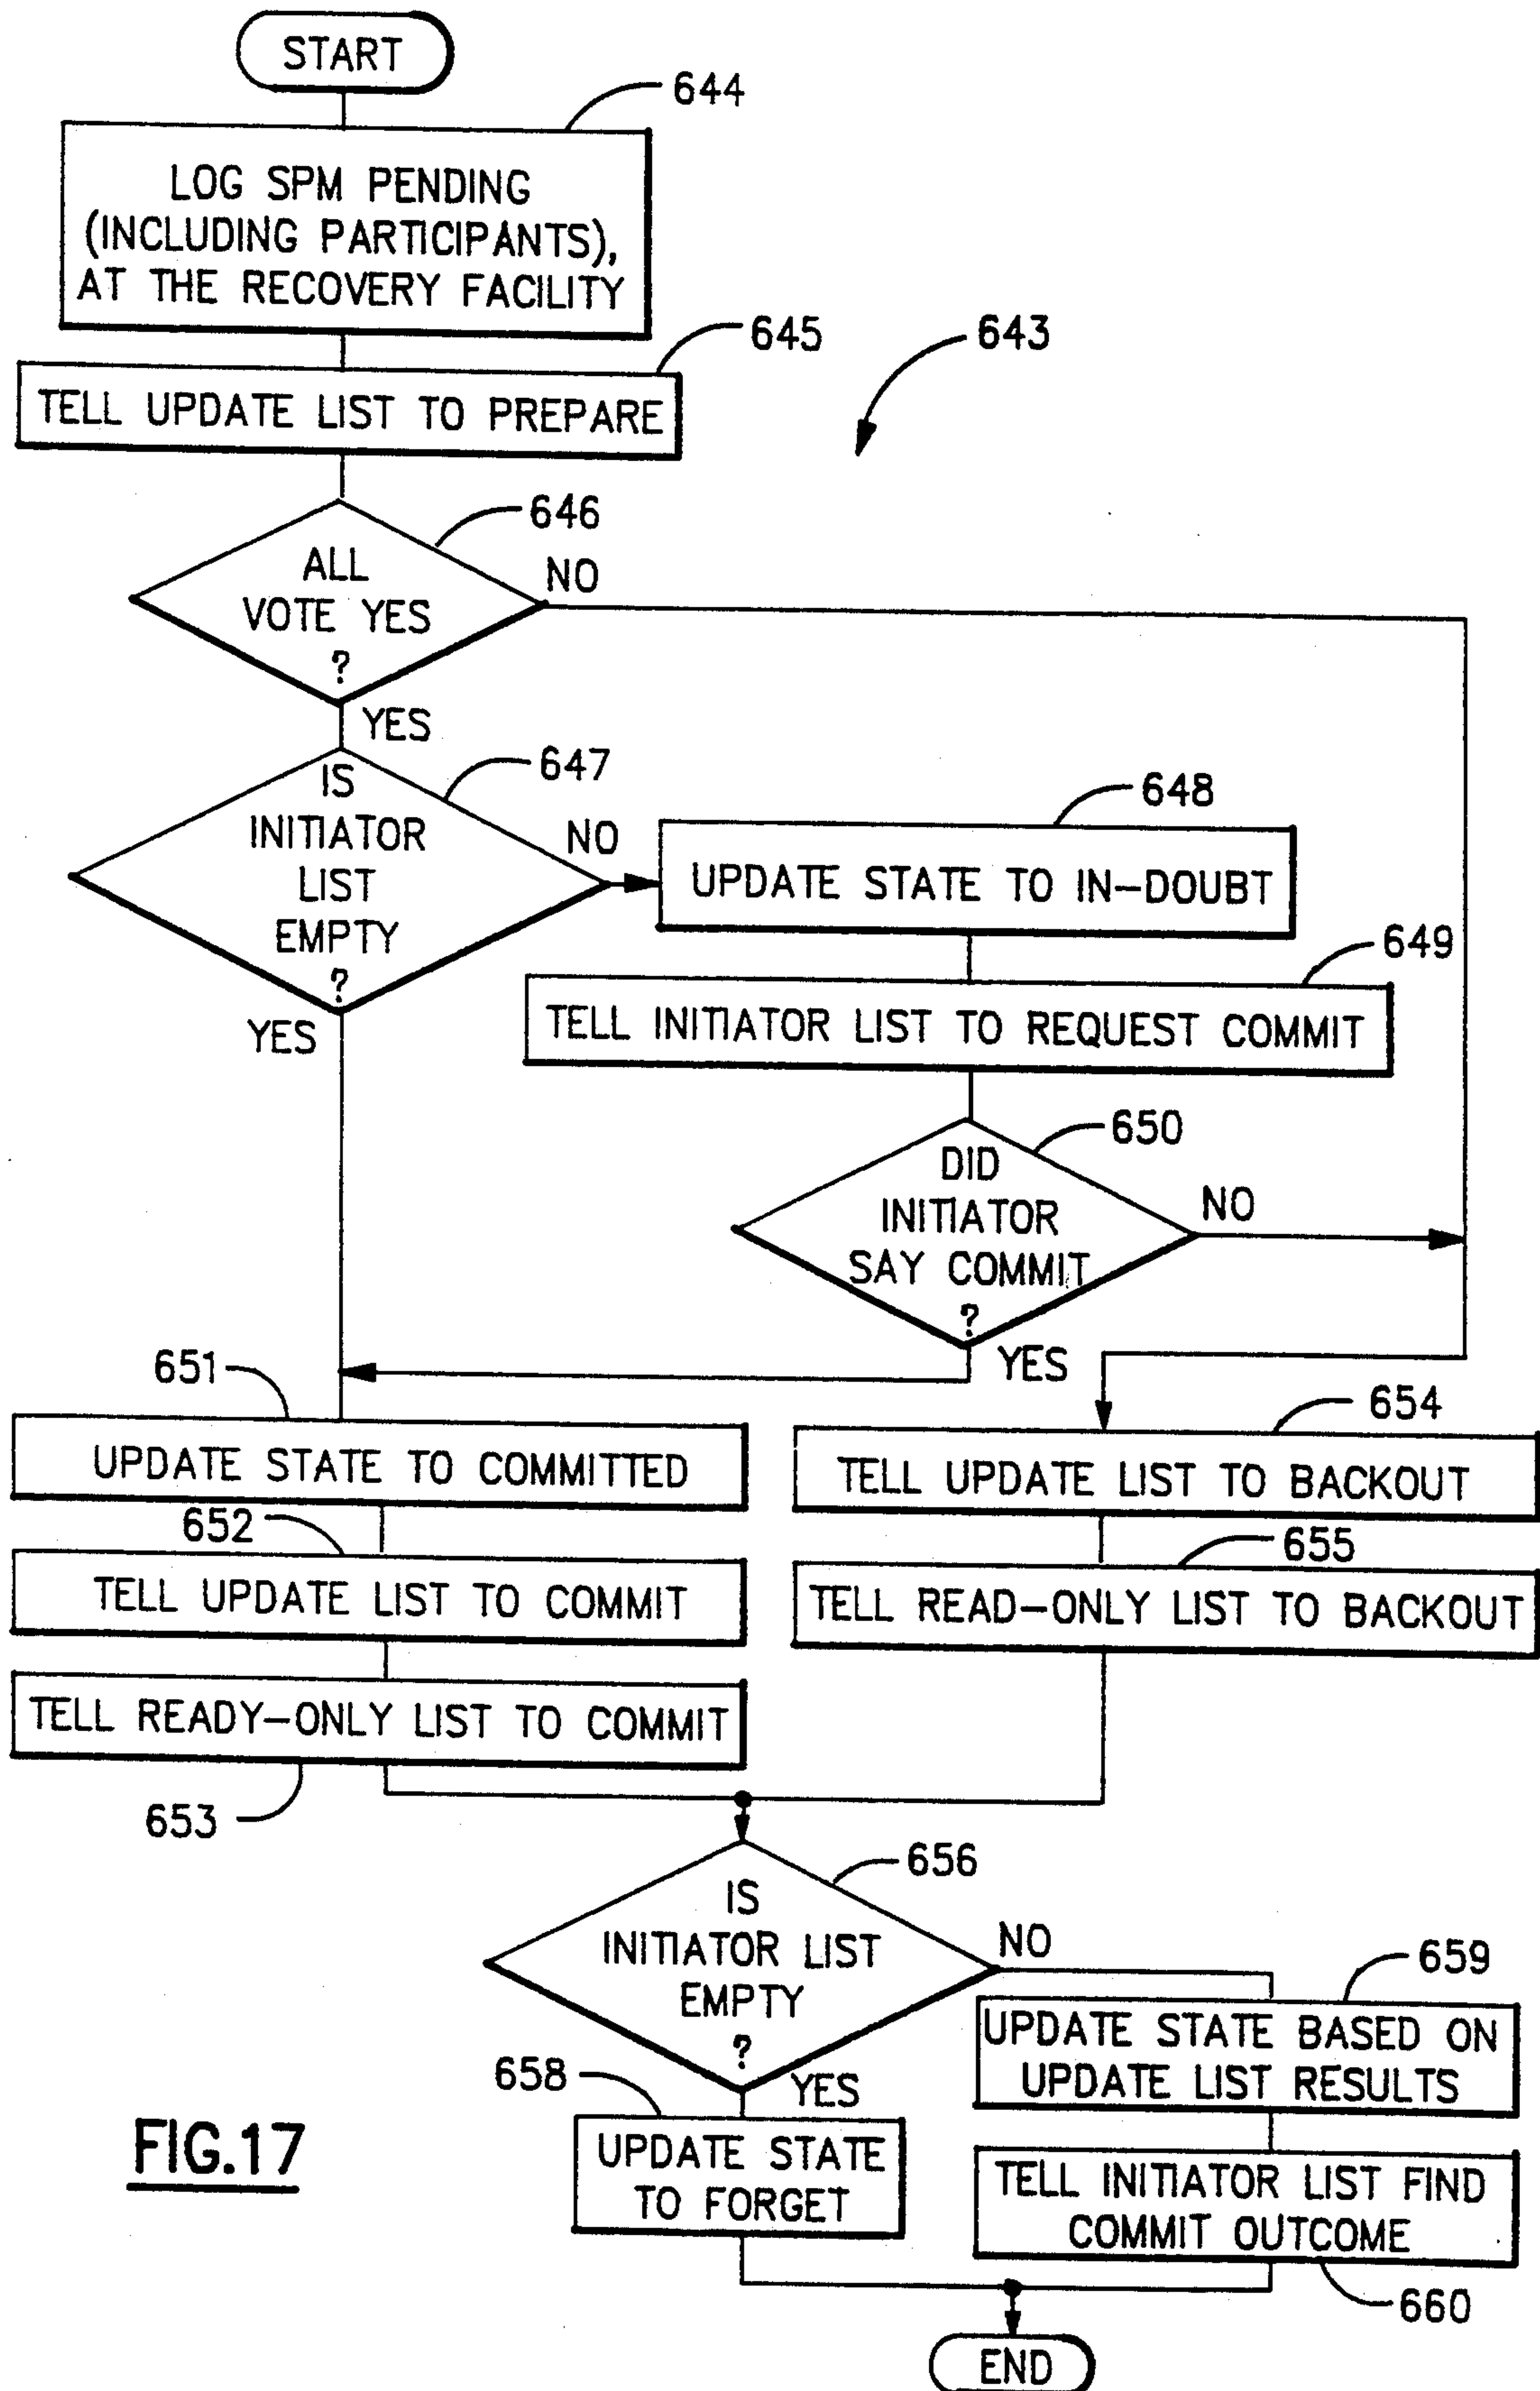 START
644
LOG SPM PENDING
(INCLUDING PARTICIPANTS),
AT THE RECOVERY FACILITY
645
643
TELL UPDATE LIST TO PREPARE
646
ALL
VOTE YES
?
NO
YES
647
IS
INITIATOR
LIST
EMPTY
?
NO
YES
648
UPDATE STATE TO IN-DOUBT
649
TELL INITIATOR LIST TO REQUEST COMMIT
650
DID
INITIATOR
SAY COMMIT
?
NO
YES
651
UPDATE STATE TO COMMITTED
652
TELL UPDATE LIST TO COMMIT
TELL READY-ONLY LIST TO COMMIT
653
654
TELL UPDATE LIST TO BACKOUT
655
TELL READ-ONLY LIST TO BACKOUT
656
IS
INITIATOR LIST
EMPTY
?
NO
YES
658
UPDATE STATE
TO FORGET
659
UPDATE STATE BASED ON
UPDATE LIST RESULTS
TELL INITIATOR LIST FIND
COMMIT OUTCOME
660
END
FIG.17